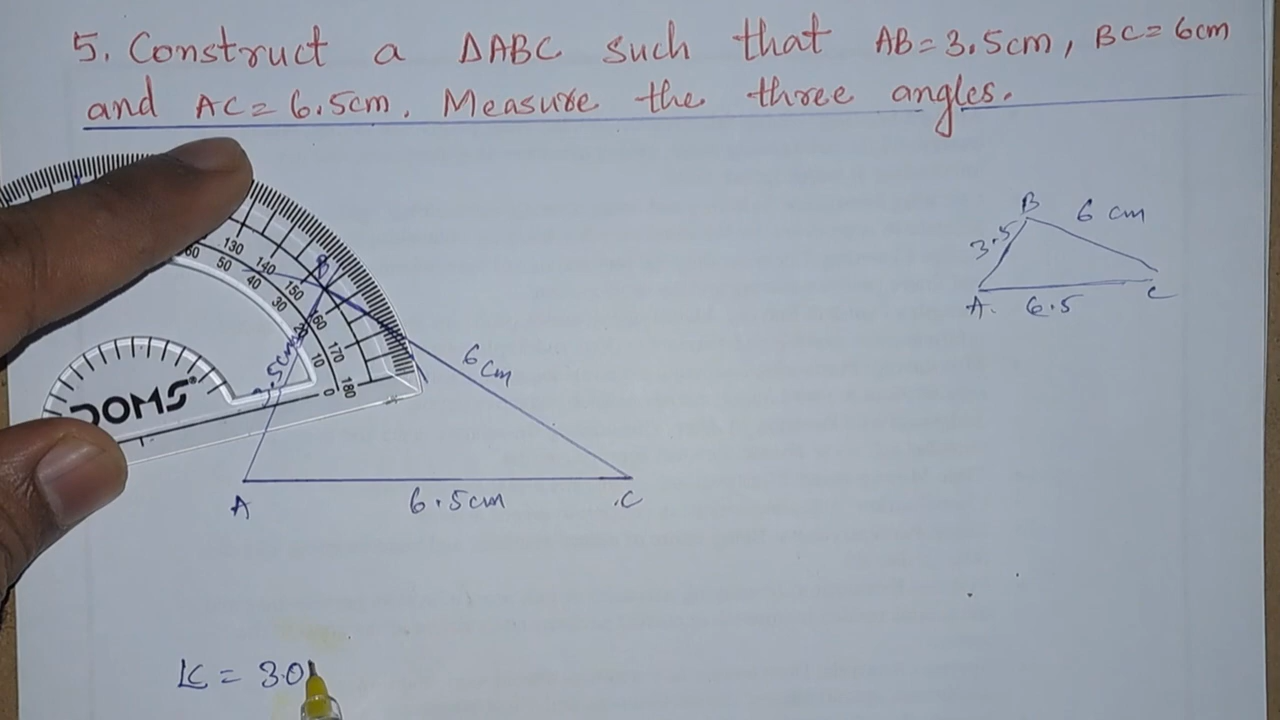 5. Construct a ΔABC such that AB=3.5cm, BC=6cm
and AC=6.5cm. Measure the three angles.
B
6 cm
3.5
A.
6.5
C
130
140
150
160
170
180
60
50
40
30
20
10
0
DOMS®
B
3.5cm
6cm
A
6.5cm
.C
∠C = 30